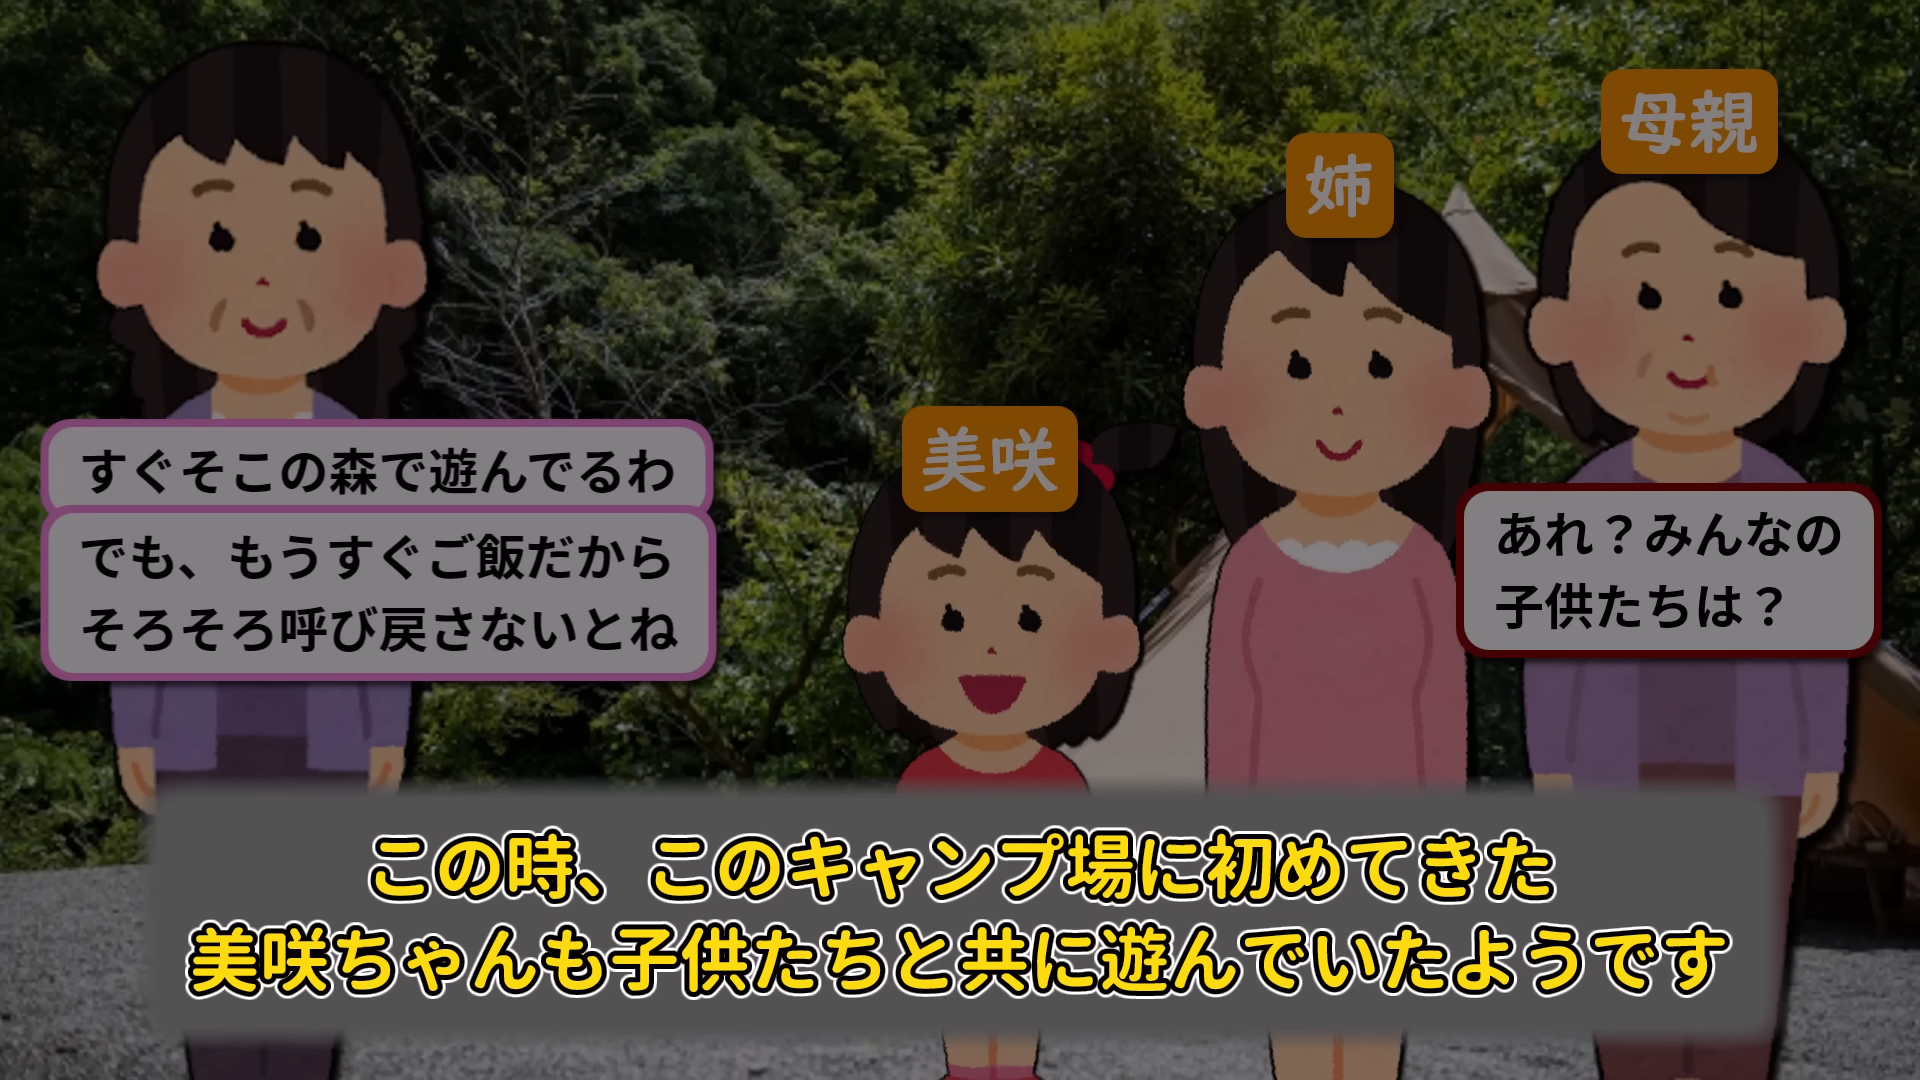 母親
姉
美咲
あれ？みんなの
子供たちは？
すぐそこの森で遊んでるわ
でも、もうすぐご飯だから
そろそろ呼び戻さないとね
この時、このキャンプ場に初めてきた
美咲ちゃんも子供たちと共に遊んでいたようです